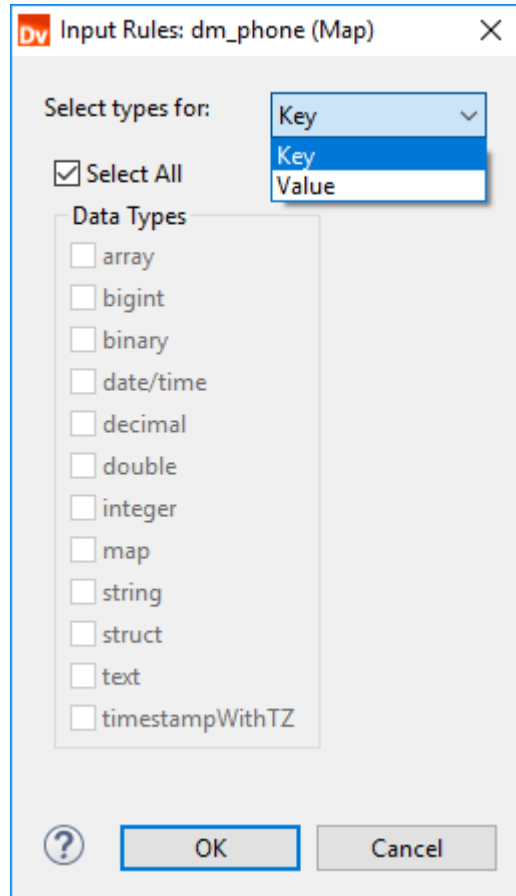 Dv Input Rules: dm_phone (Map)
Select types for: Key
Key
Select All
Value
Data Types
array
bigint
binary
date/time
decimal
double
integer
map
string
struct
text
timestampWithTZ
? OK Cancel